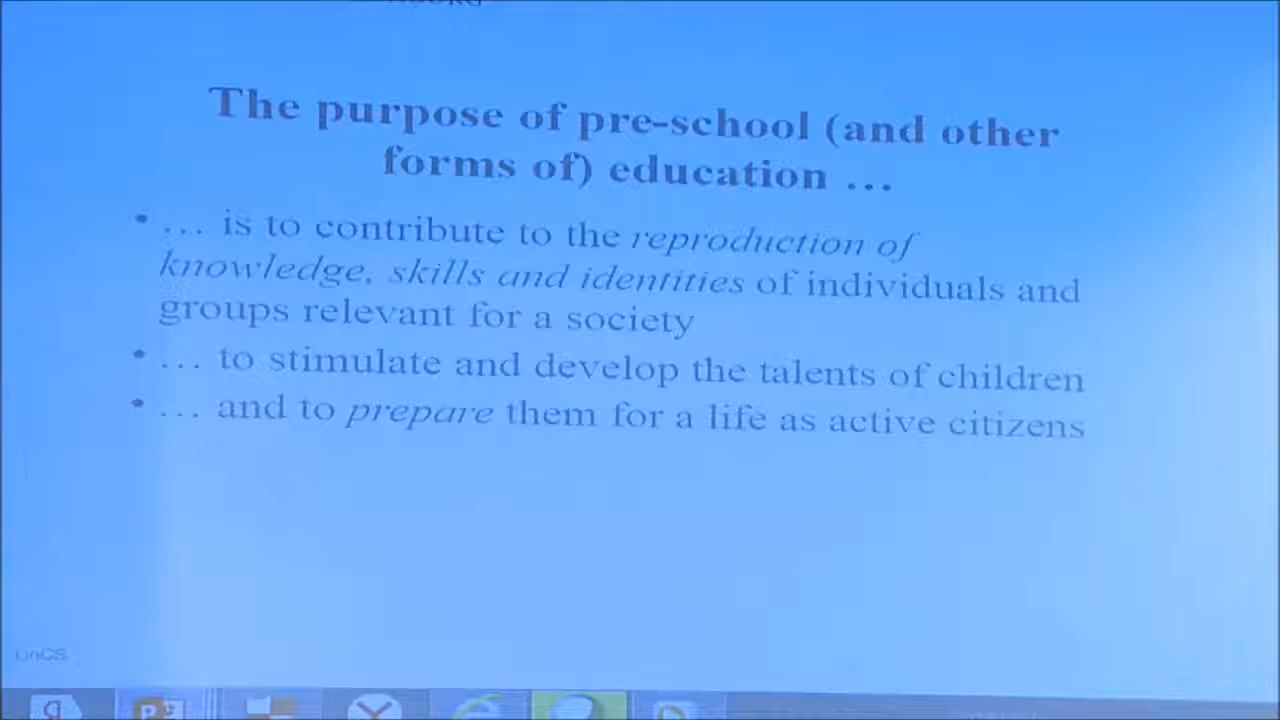 The purpose of pre-school (and other
forms of) education ...
• ... is to contribute to the reproduction of
knowledge, skills and identities of individuals and
groups relevant for a society
• ... to stimulate and develop the talents of children
• ... and to prepare them for a life as active citizens
LinCS